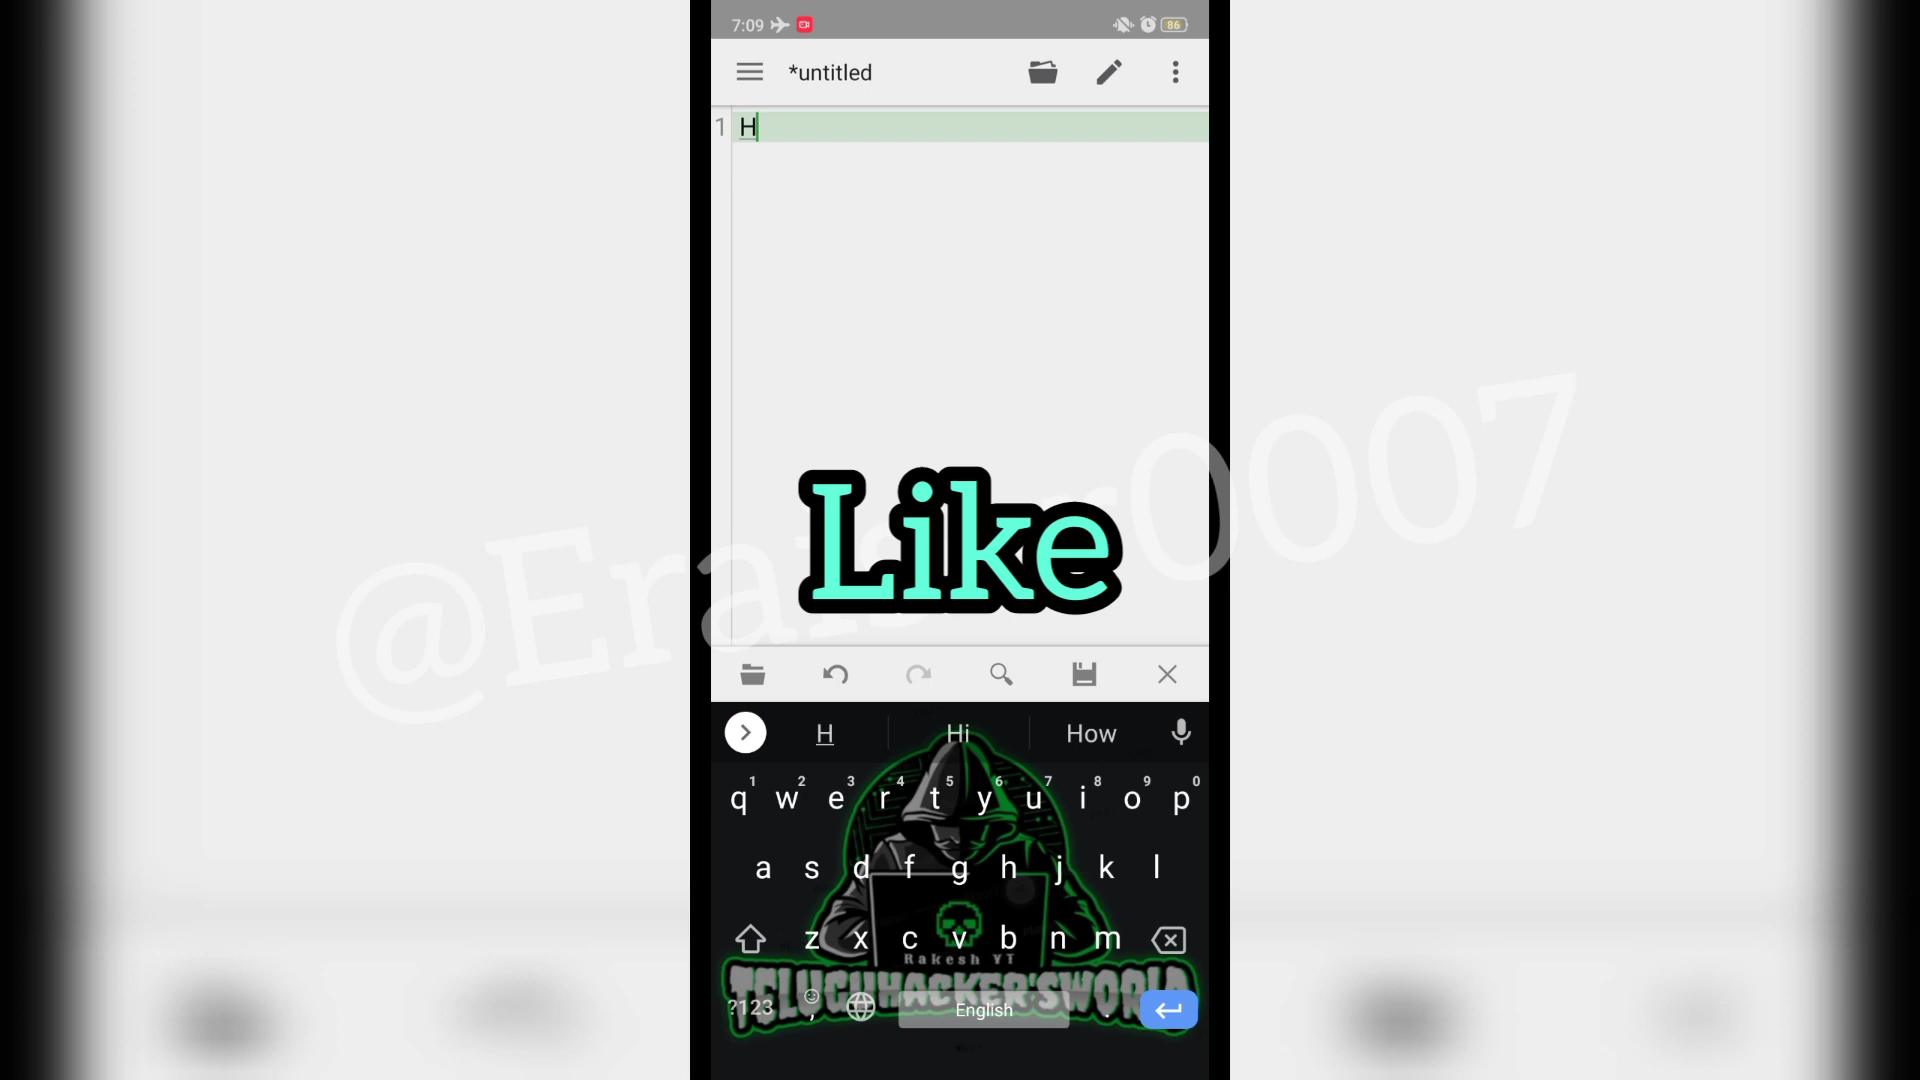 7:09 86
*untitled
1 H
Like
H Hi How
1 2 3 4 5 6 7 8 9 0
q w e r t y u i o p
a s d f g h j k l
z x c v b n m
Rakesh YT
TELUGUHACKER'SWORLD
?123 , English .